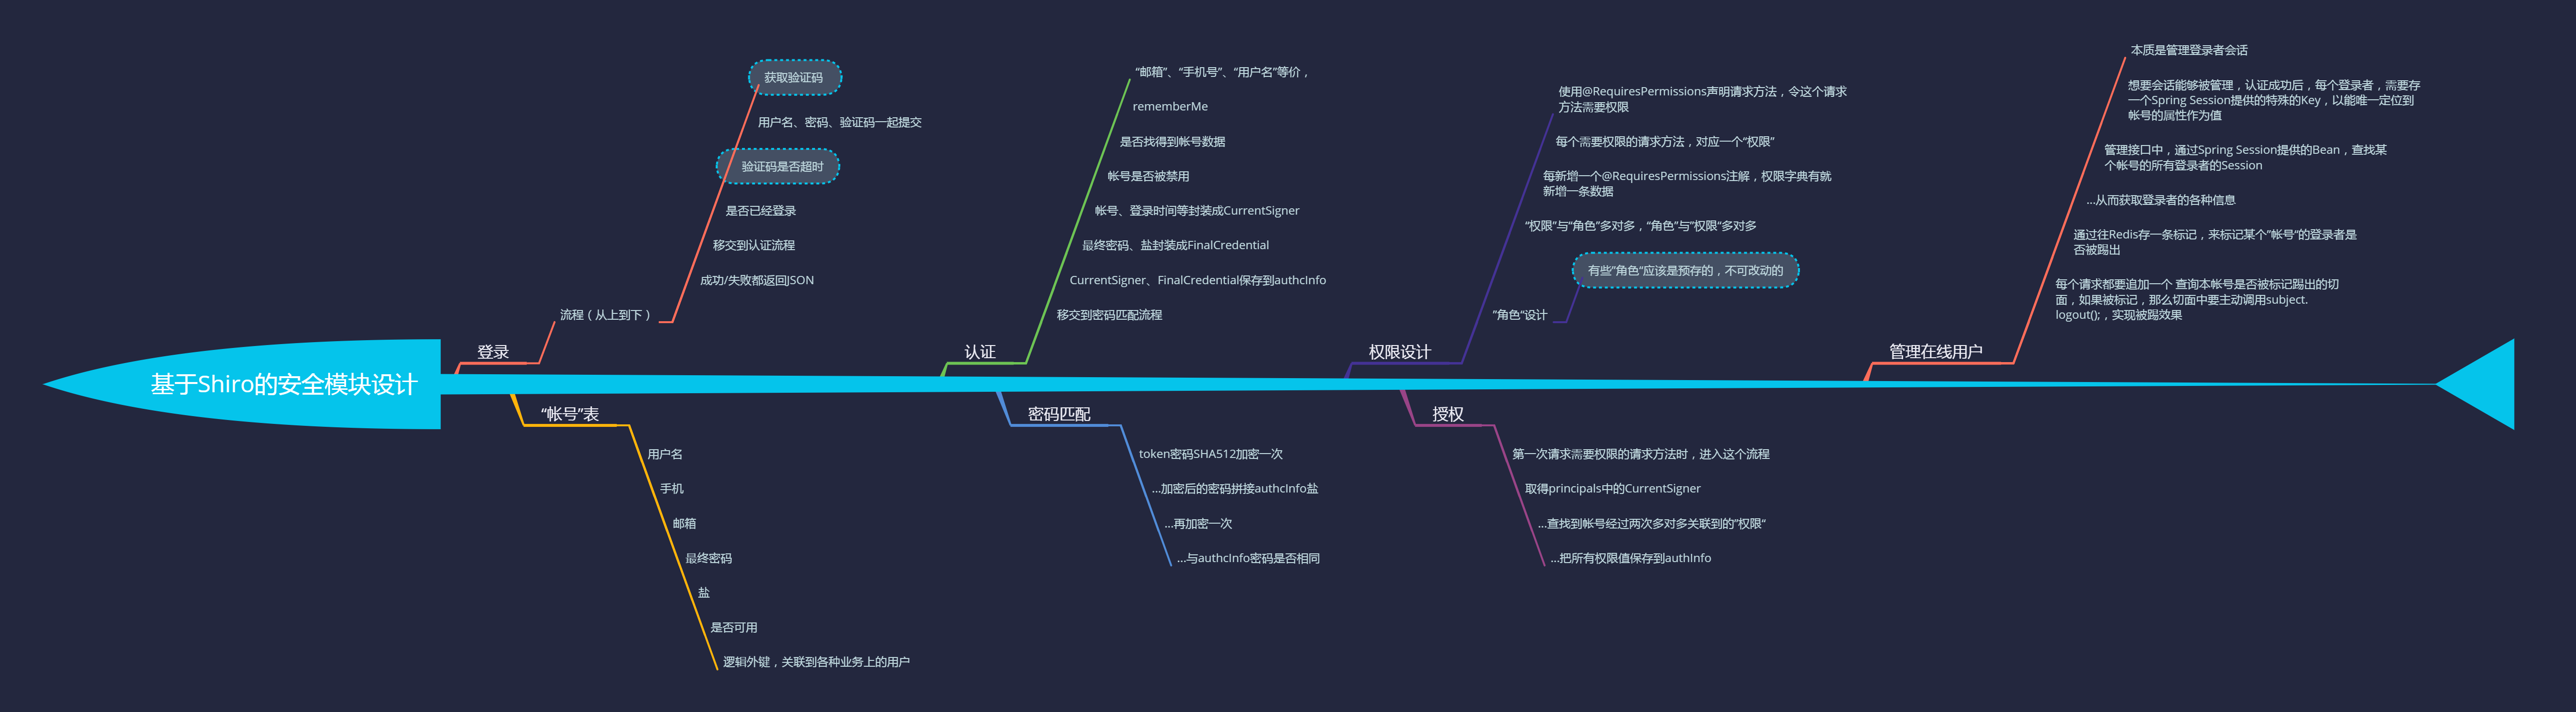 基于Shiro的安全模块设计
登录
流程（从上到下）
获取验证码
用户名、密码、验证码一起提交
验证码是否超时
是否已经登录
移交到认证流程
成功/失败都返回JSON
“帐号”表
用户名
手机
邮箱
最终密码
盐
是否可用
逻辑外键，关联到各种业务上的用户
认证
“邮箱”、“手机号”、“用户名“等价，
rememberMe
是否找得到帐号数据
帐号是否被禁用
帐号、登录时间等封装成CurrentSigner
最终密码、盐封装成FinalCredential
CurrentSigner、FinalCredential保存到authcInfo
移交到密码匹配流程
密码匹配
token密码SHA512加密一次
...加密后的密码拼接authcInfo盐
...再加密一次
...与authcInfo密码是否相同
权限设计
使用@RequiresPermissions声明请求方法，令这个请求
方法需要权限
每个需要权限的请求方法，对应一个“权限”
每新增一个@RequiresPermissions注解，权限字典有就
新增一条数据
“权限”与“角色”多对多，“角色“与”权限“多对多
”角色“设计
有些”角色“应该是预存的，不可改动的
授权
第一次请求需要权限的请求方法时，进入这个流程
取得principals中的CurrentSigner
...查找到帐号经过两次多对多关联到的”权限“
...把所有权限值保存到authInfo
管理在线用户
本质是管理登录者会话
想要会话能够被管理，认证成功后，每个登录者，需要存
一个Spring Session提供的特殊的Key，以能唯一定位到
帐号的属性作为值
管理接口中，通过Spring Session提供的Bean，查找某
个帐号的所有登录者的Session
...从而获取登录者的各种信息
通过往Redis存一条标记，来标记某个”帐号“的登录者是
否被踢出
每个请求都要追加一个 查询本帐号是否被标记踢出的切
面，如果被标记，那么切面中要主动调用subject.
logout();，实现被踢效果